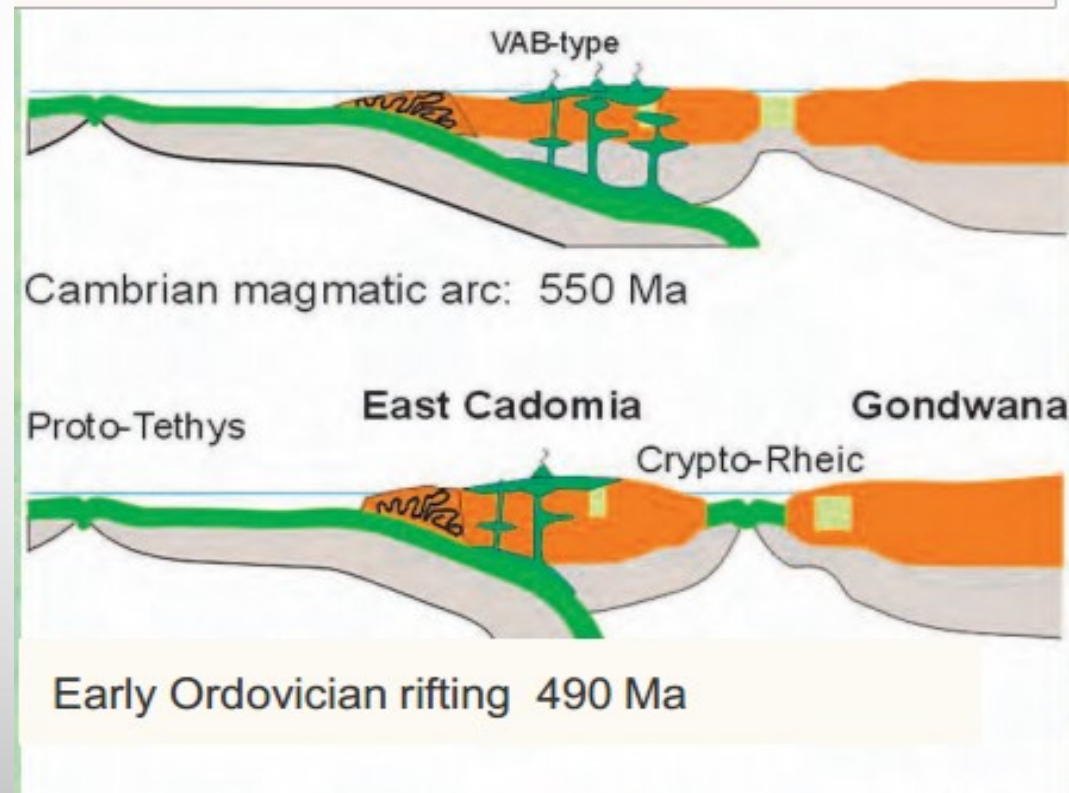 VAB-type
Cambrian magmatic arc: 550 Ma
Proto-Tethys
East Cadomia
Gondwana
Crypto-Rheic
Early Ordovician rifting 490 Ma